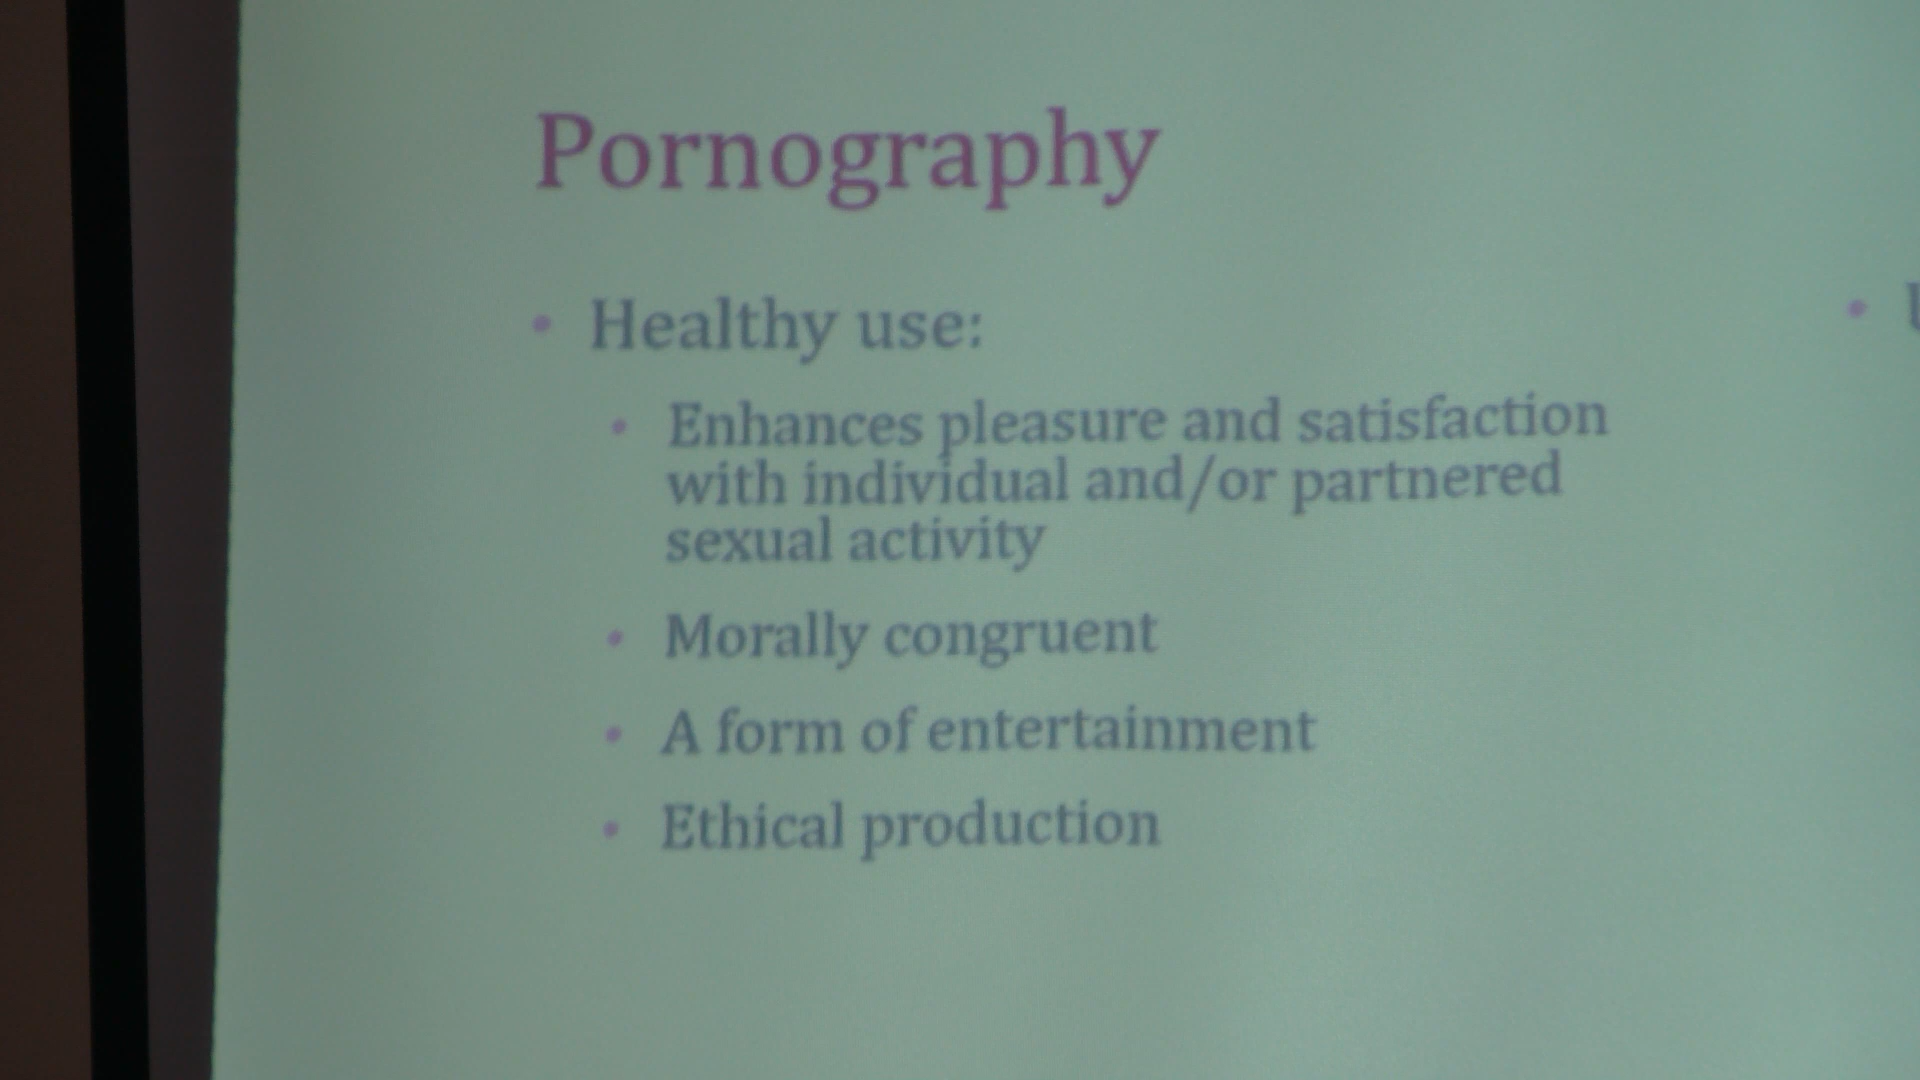 Pornography
• Healthy use:
• Enhances pleasure and satisfaction
with individual and/or partnered
sexual activity
• Morally congruent
• A form of entertainment
• Ethical production